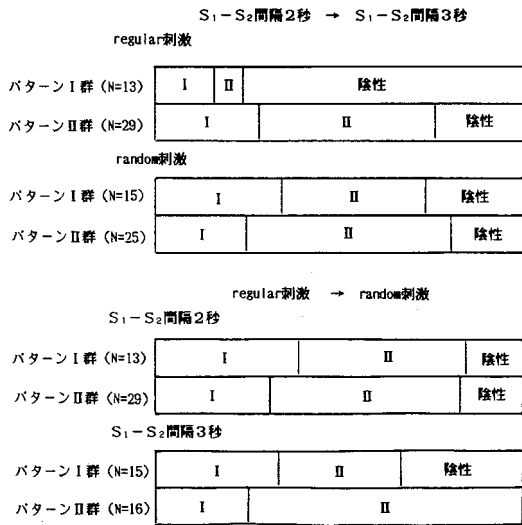 S₁－S₂間隔2秒 → S₁－S₂間隔3秒
regular刺激
パターンⅠ群 (N=13) Ⅰ Ⅱ 陰性
パターンⅡ群 (N=29) Ⅰ Ⅱ 陰性
random刺激
パターンⅠ群 (N=15) Ⅰ Ⅱ 陰性
パターンⅡ群 (N=25) Ⅰ Ⅱ 陰性
regular刺激 → random刺激
S₁－S₂間隔2秒
パターンⅠ群 (N=13) Ⅰ Ⅱ 陰性
パターンⅡ群 (N=29) Ⅰ Ⅱ 陰性
S₁－S₂間隔3秒
パターンⅠ群 (N=15) Ⅰ Ⅱ 陰性
パターンⅡ群 (N=16) Ⅰ Ⅱ